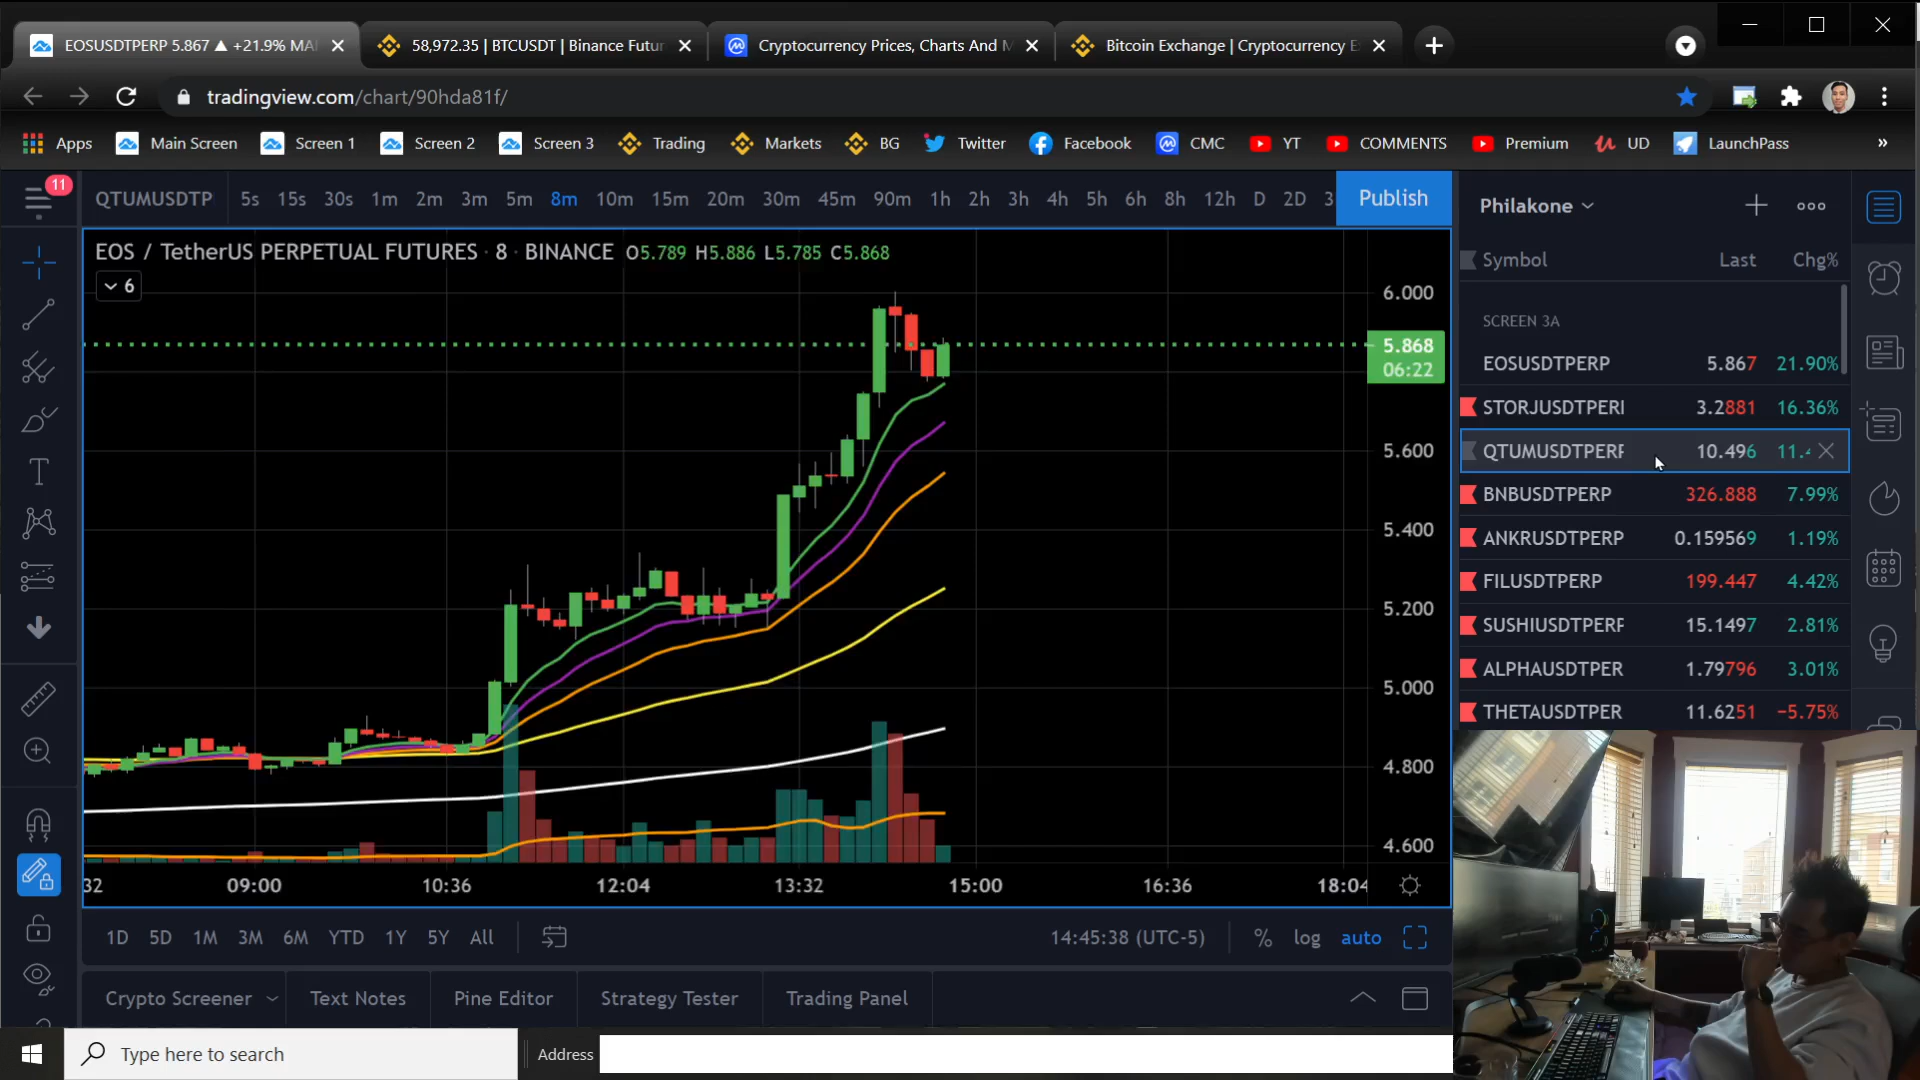 EOSUSDTPERP 5.867 ▲ +21.9% MAI
58,972.35 | BTCUSDT | Binance Futur
Cryptocurrency Prices, Charts And M
Bitcoin Exchange | Cryptocurrency E
tradingview.com/chart/90hda81f/
Apps Main Screen Screen 1 Screen 2 Screen 3 Trading Markets BG Twitter Facebook CMC YT COMMENTS Premium UD LaunchPass »
11
QTUMUSDTP 5s 15s 30s 1m 2m 3m 5m 8m 10m 15m 20m 30m 45m 90m 1h 2h 3h 4h 5h 6h 8h 12h D 2D 3 Publish
EOS / TetherUS PERPETUAL FUTURES · 8 · BINANCE O5.789 H5.886 L5.785 C5.868
6
6.000
5.868
06:22
5.600
5.400
5.200
5.000
4.800
4.600
32 09:00 10:36 12:04 13:32 15:00 16:36 18:04
1D 5D 1M 3M 6M YTD 1Y 5Y All 14:45:38 (UTC-5) % log auto
Crypto Screener Text Notes Pine Editor Strategy Tester Trading Panel
Philakone
Symbol Last Chg%
SCREEN 3A
EOSUSDTPERP 5.867 21.90%
STORJUSDTPERI 3.2881 16.36%
QTUMUSDTPERP 10.496 11.4
BNBUSDTPERP 326.888 7.99%
ANKRUSDTPERP 0.159569 1.19%
FILUSDTPERP 199.447 4.42%
SUSHIUSDTPERP 15.1497 2.81%
ALPHAUSDTPER 1.79796 3.01%
THETAUSDTPER 11.6251 −5.75%
Type here to search Address